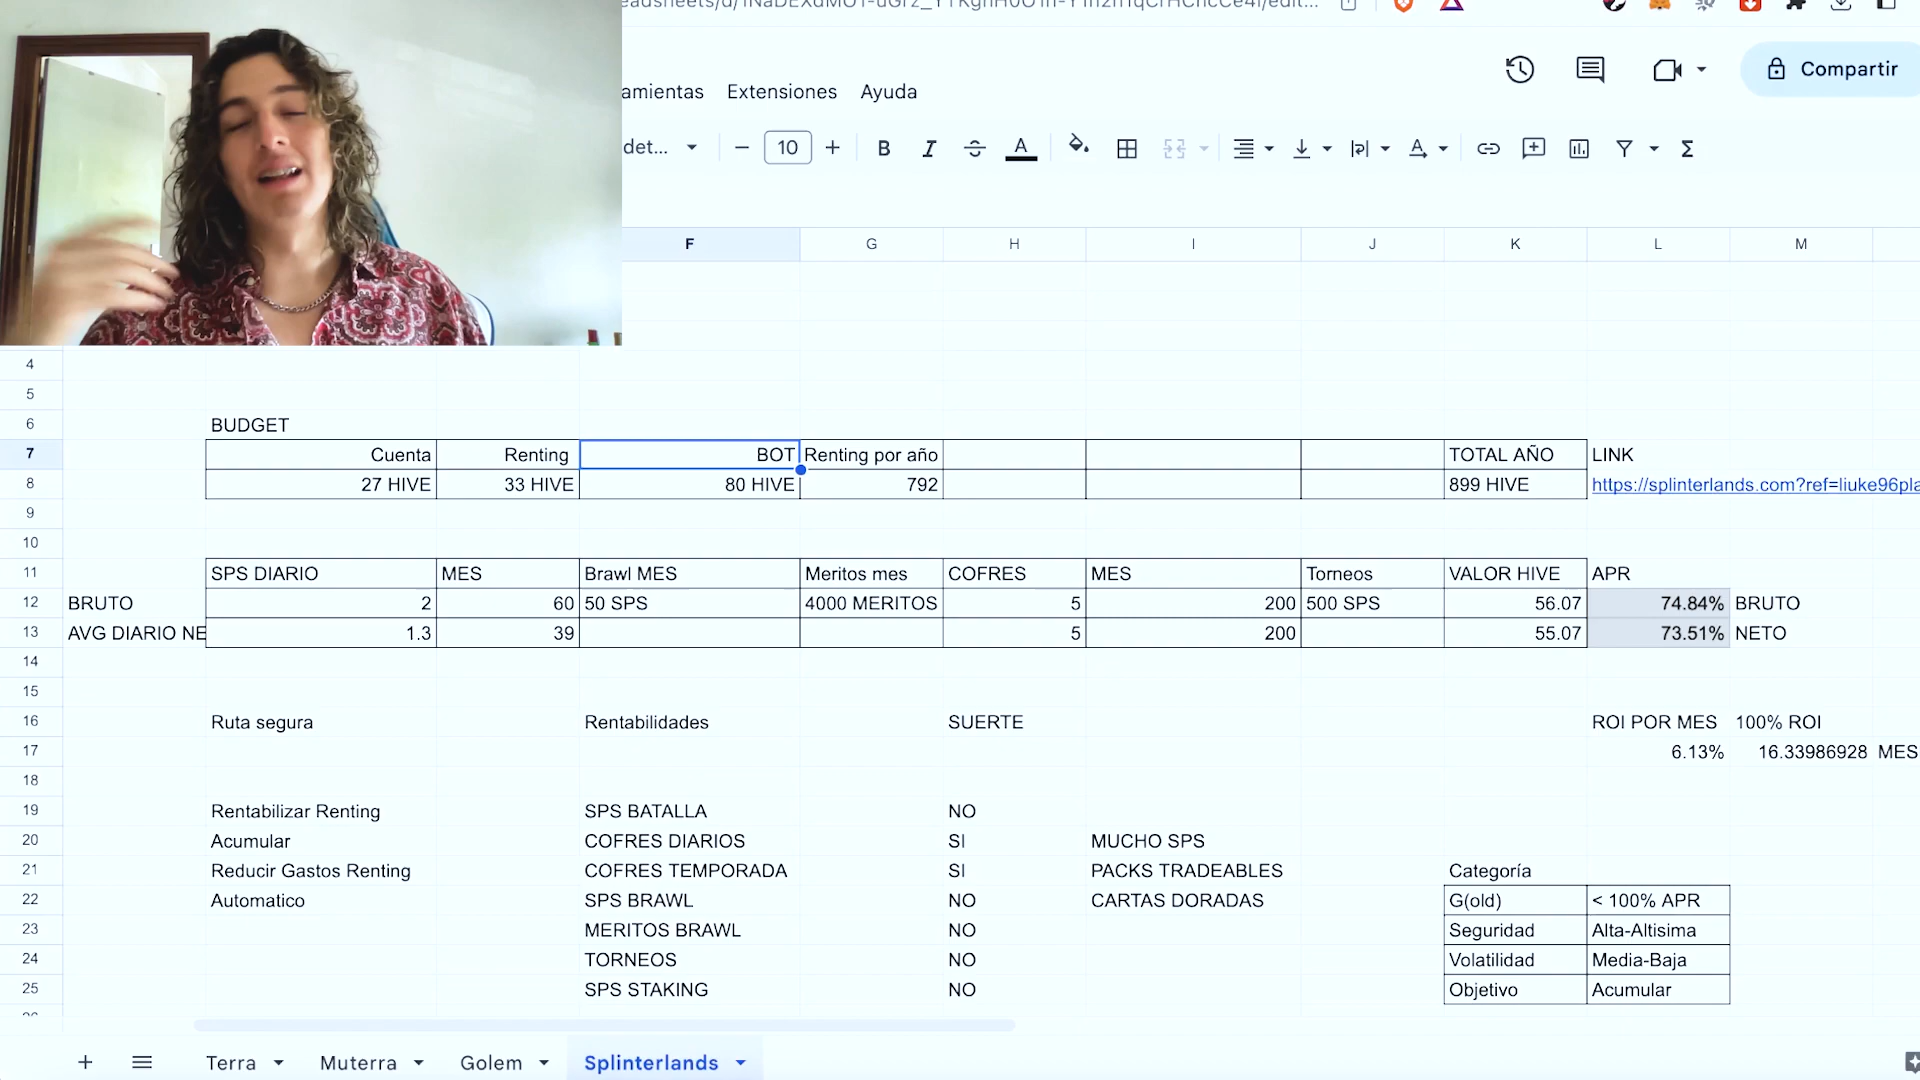 amientas Extensiones Ayuda
Compartir
det... 10
F G H I J K L M
4
5
6 BUDGET
7 Cuenta Renting BOT Renting por año TOTAL AÑO LINK
8 27 HIVE 33 HIVE 80 HIVE 792 899 HIVE https://splinterlands.com?ref=liuke96pla
9
10
11 SPS DIARIO MES Brawl MES Meritos mes COFRES MES Torneos VALOR HIVE APR
12 BRUTO 2 60 50 SPS 4000 MERITOS 5 200 500 SPS 56.07 74.84% BRUTO
13 AVG DIARIO NE 1.3 39 5 200 55.07 73.51% NETO
14
15
16 Ruta segura Rentabilidades SUERTE ROI POR MES 100% ROI
17 6.13% 16.33986928 MES
18
19 Rentabilizar Renting SPS BATALLA NO
20 Acumular COFRES DIARIOS SI MUCHO SPS
21 Reducir Gastos Renting COFRES TEMPORADA SI PACKS TRADEABLES Categoría
22 Automatico SPS BRAWL NO CARTAS DORADAS G(old) < 100% APR
23 MERITOS BRAWL NO Seguridad Alta-Altisima
24 TORNEOS NO Volatilidad Media-Baja
25 SPS STAKING NO Objetivo Acumular
Terra Muterra Golem Splinterlands